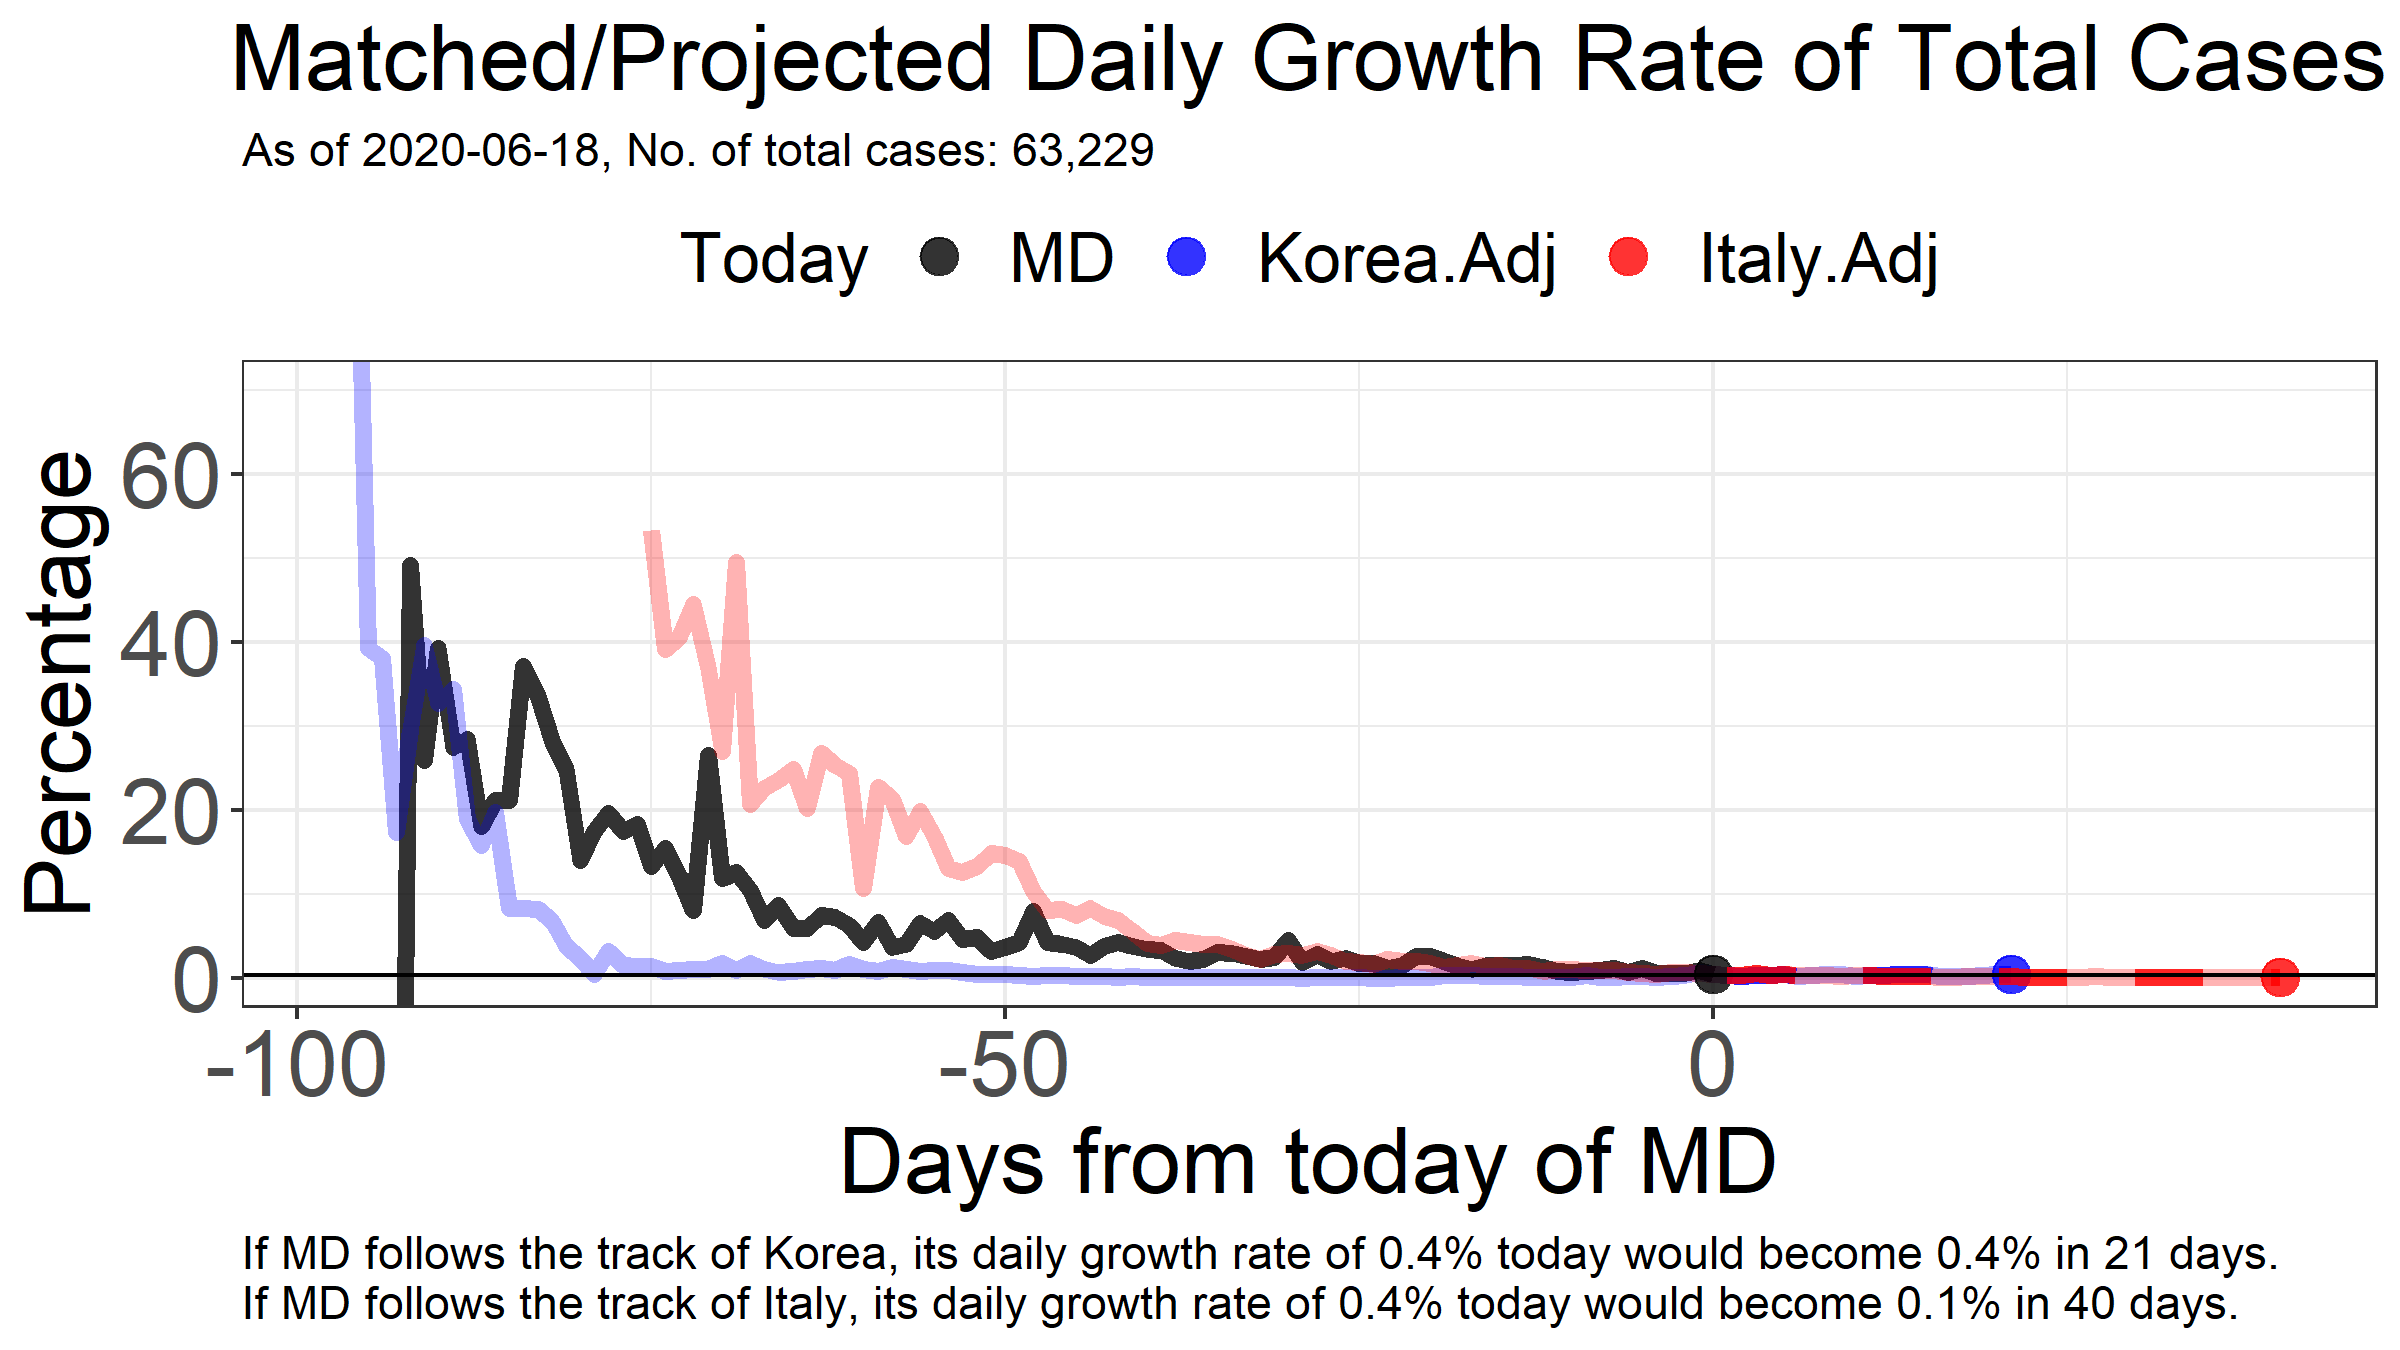 Matched/Projected Daily Growth Rate of Total Cases
As of 2020-06-18, No. of total cases: 63,229
Today MD Korea.Adj Italy.Adj
Percentage
60
40
20
0
-100 -50 0
Days from today of MD
If MD follows the track of Korea, its daily growth rate of 0.4% today would become 0.4% in 21 days.
If MD follows the track of Italy, its daily growth rate of 0.4% today would become 0.1% in 40 days.